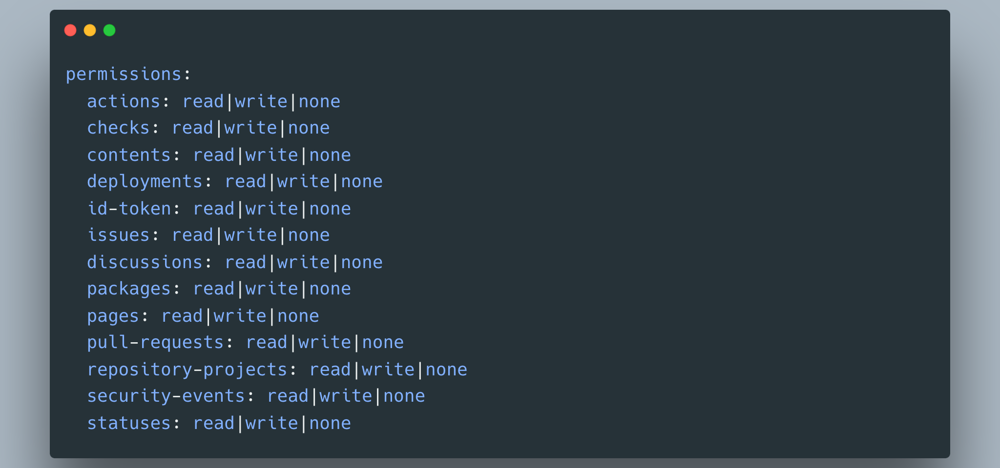 permissions:
  actions: read|write|none
  checks: read|write|none
  contents: read|write|none
  deployments: read|write|none
  id-token: read|write|none
  issues: read|write|none
  discussions: read|write|none
  packages: read|write|none
  pages: read|write|none
  pull-requests: read|write|none
  repository-projects: read|write|none
  security-events: read|write|none
  statuses: read|write|none